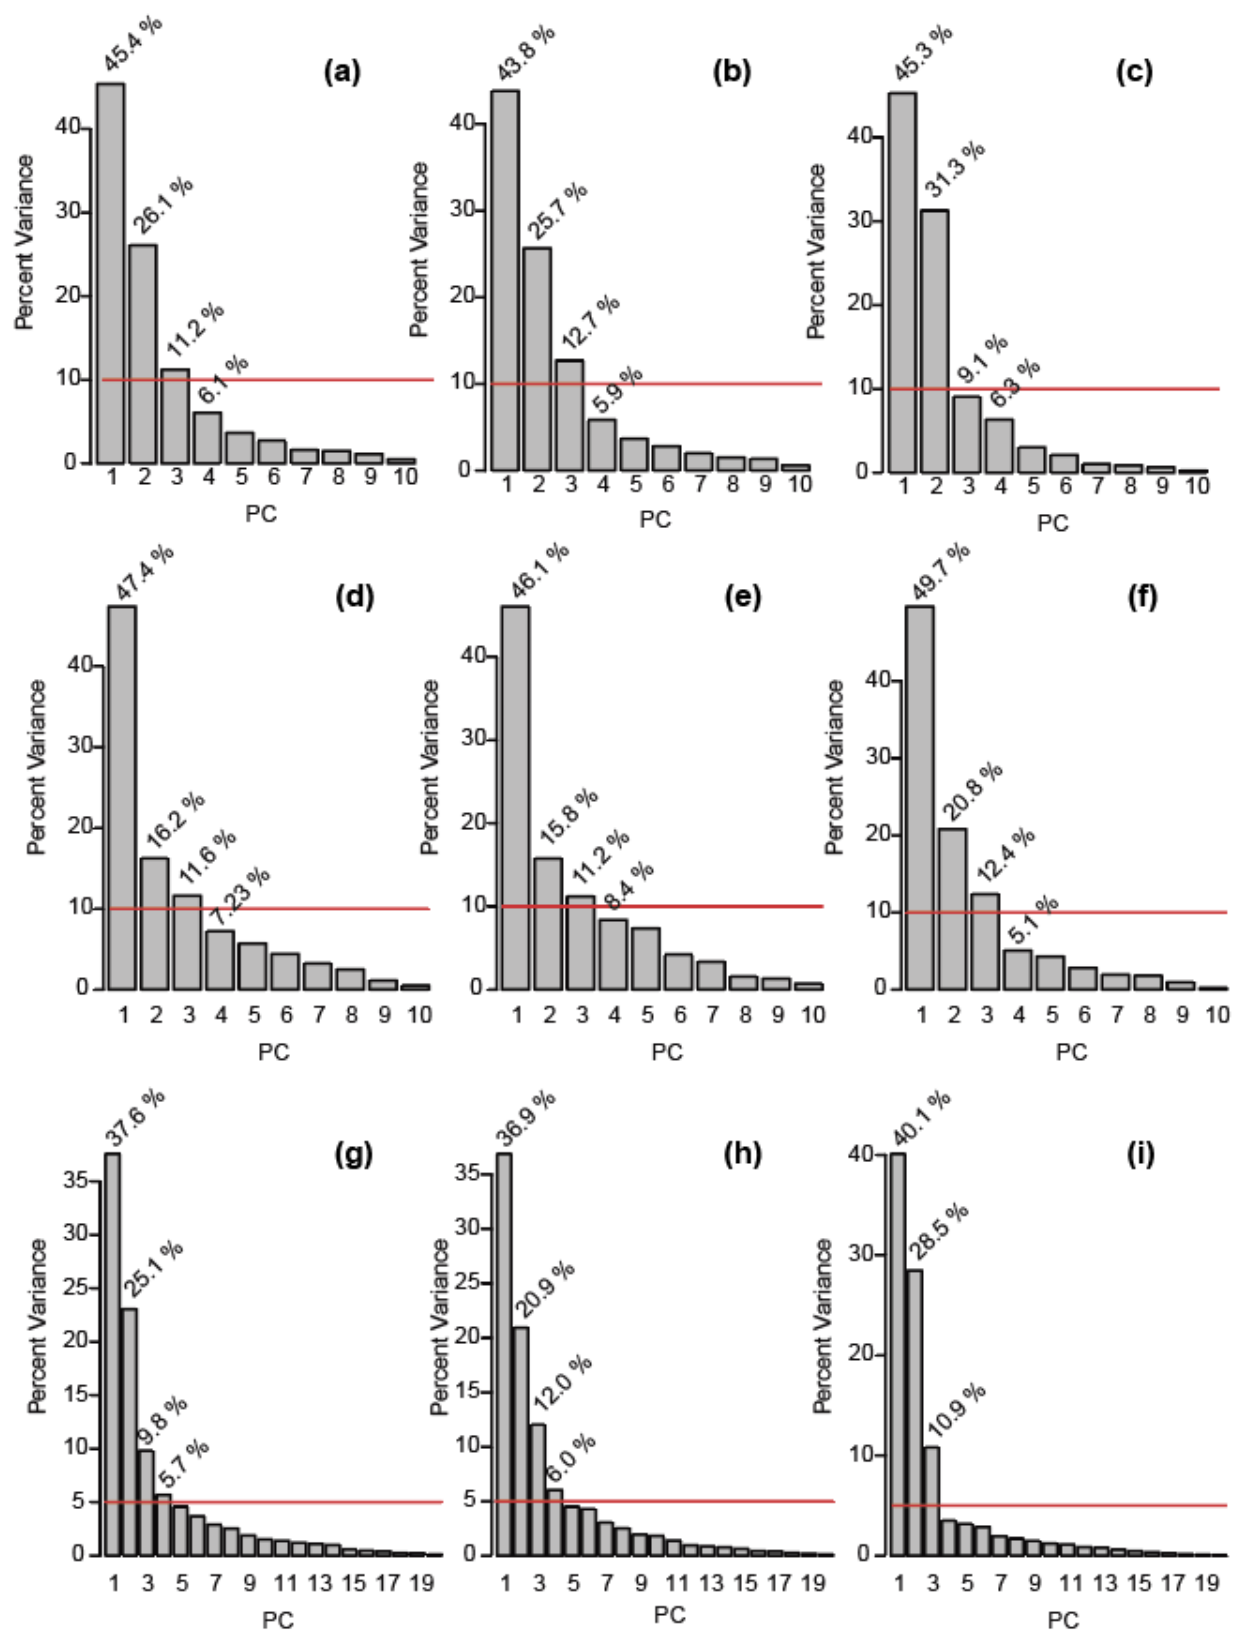 45.4 %
26.1 %
11.2 %
6.1 %
(a)
Percent Variance
40
30
20
10
0
1 2 3 4 5 6 7 8 9 10
PC
43.8 %
25.7 %
12.7 %
5.9 %
(b)
Percent Variance
40
30
20
10
0
1 2 3 4 5 6 7 8 9 10
PC
45.3 %
31.3 %
9.1 %
6.3 %
(c)
Percent Variance
40
30
20
10
0
1 2 3 4 5 6 7 8 9 10
PC
47.4 %
16.2 %
11.6 %
7.23 %
(d)
Percent Variance
40
30
20
10
0
1 2 3 4 5 6 7 8 9 10
PC
46.1 %
15.8 %
11.2 %
8.4 %
(e)
Percent Variance
40
30
20
10
0
1 2 3 4 5 6 7 8 9 10
PC
49.7 %
20.8 %
12.4 %
5.1 %
(f)
Percent Variance
40
30
20
10
0
1 2 3 4 5 6 7 8 9 10
PC
37.6 %
25.1 %
9.8 %
5.7 %
(g)
Percent Variance
35
30
25
20
15
10
5
0
1 3 5 7 9 11 13 15 17 19
PC
36.9 %
20.9 %
12.0 %
6.0 %
(h)
Percent Variance
35
30
25
20
15
10
5
0
1 3 5 7 9 11 13 15 17 19
PC
40.1 %
28.5 %
10.9 %
(i)
Percent Variance
40
30
20
10
0
1 3 5 7 9 11 13 15 17 19
PC